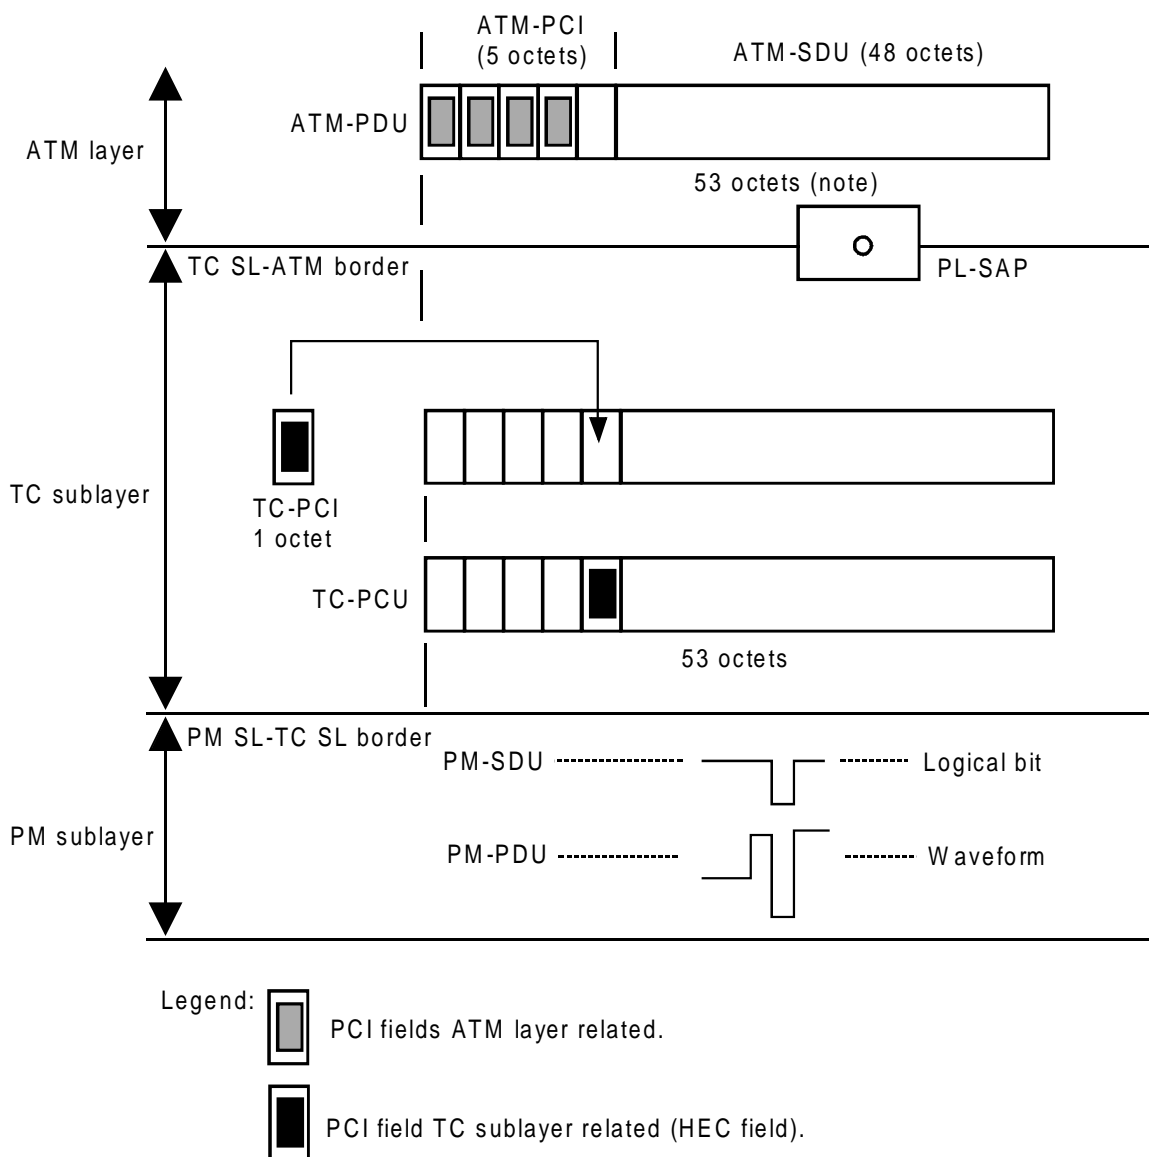 ATM-PCI
(5 octets)
ATM-SDU (48 octets)
ATM-PDU
ATM layer
53 octets (note)
TC SL-ATM border
PL-SAP
TC sublayer
TC-PCI
1 octet
TC-PCU
53 octets
PM SL-TC SL border
PM-SDU
Logical bit
PM sublayer
PM-PDU
Waveform
Legend:
PCI fields ATM layer related.
PCI field TC sublayer related (HEC field).